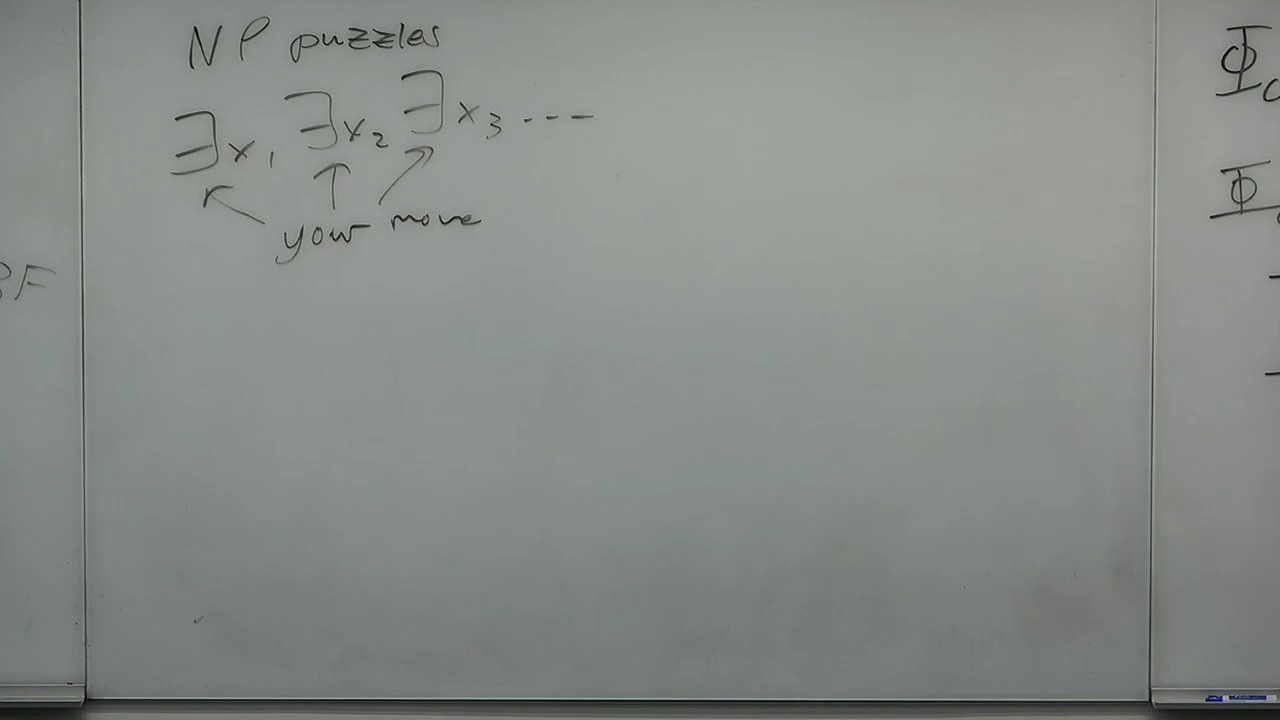 NP puzzles
∃x₁ ∃x₂ ∃x₃ ---
your move
Φ
Φ